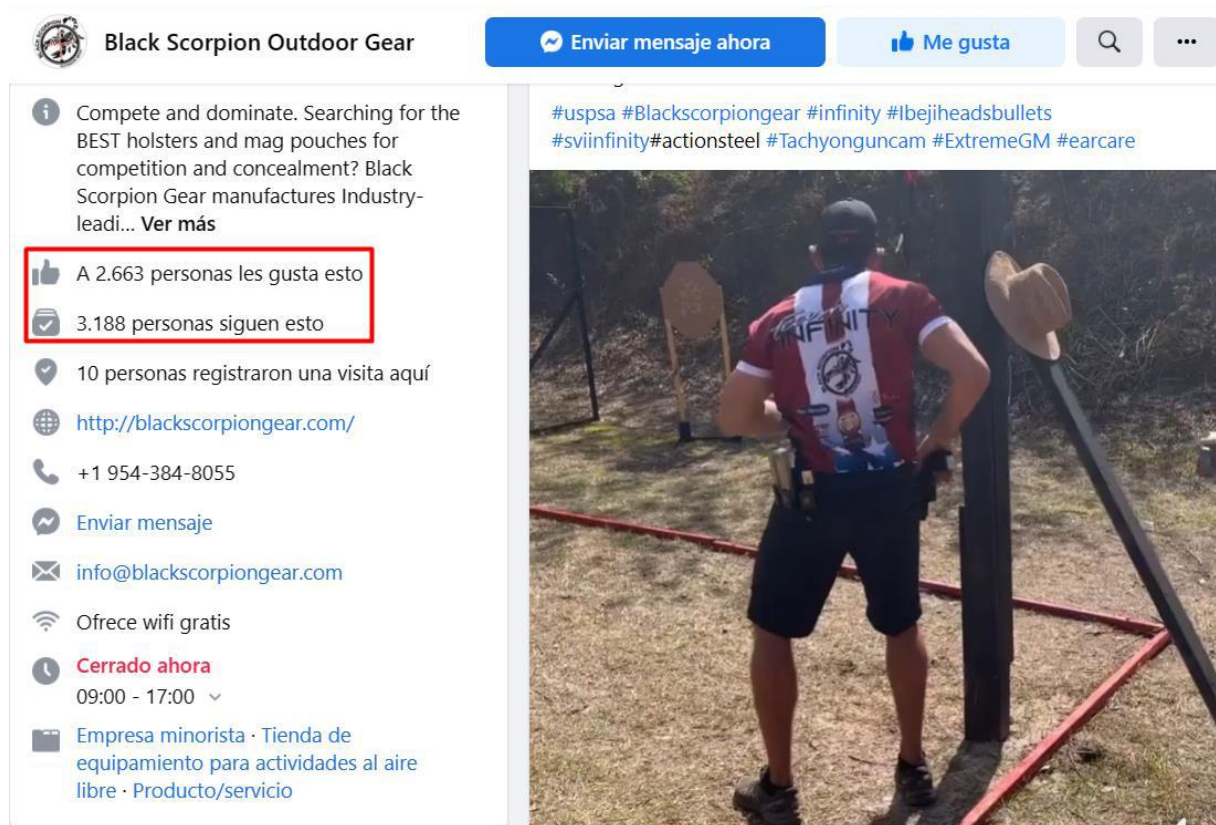 Black Scorpion Outdoor Gear
Enviar mensaje ahora
Me gusta
Compete and dominate. Searching for the
BEST holsters and mag pouches for
competition and concealment? Black
Scorpion Gear manufactures Industry-
leadi... Ver más
A 2.663 personas les gusta esto
3.188 personas siguen esto
10 personas registraron una visita aquí
http://blackscorpiongear.com/
+1 954-384-8055
Enviar mensaje
info@blackscorpiongear.com
Ofrece wifi gratis
Cerrado ahora
09:00 - 17:00
Empresa minorista · Tienda de
equipamiento para actividades al aire
libre · Producto/servicio
#uspsa #Blackscorpiongear #infinity #Ibejiheadsbullets
#sviinfinity#actionsteel #Tachyonguncam #ExtremeGM #earcare
INFINITY